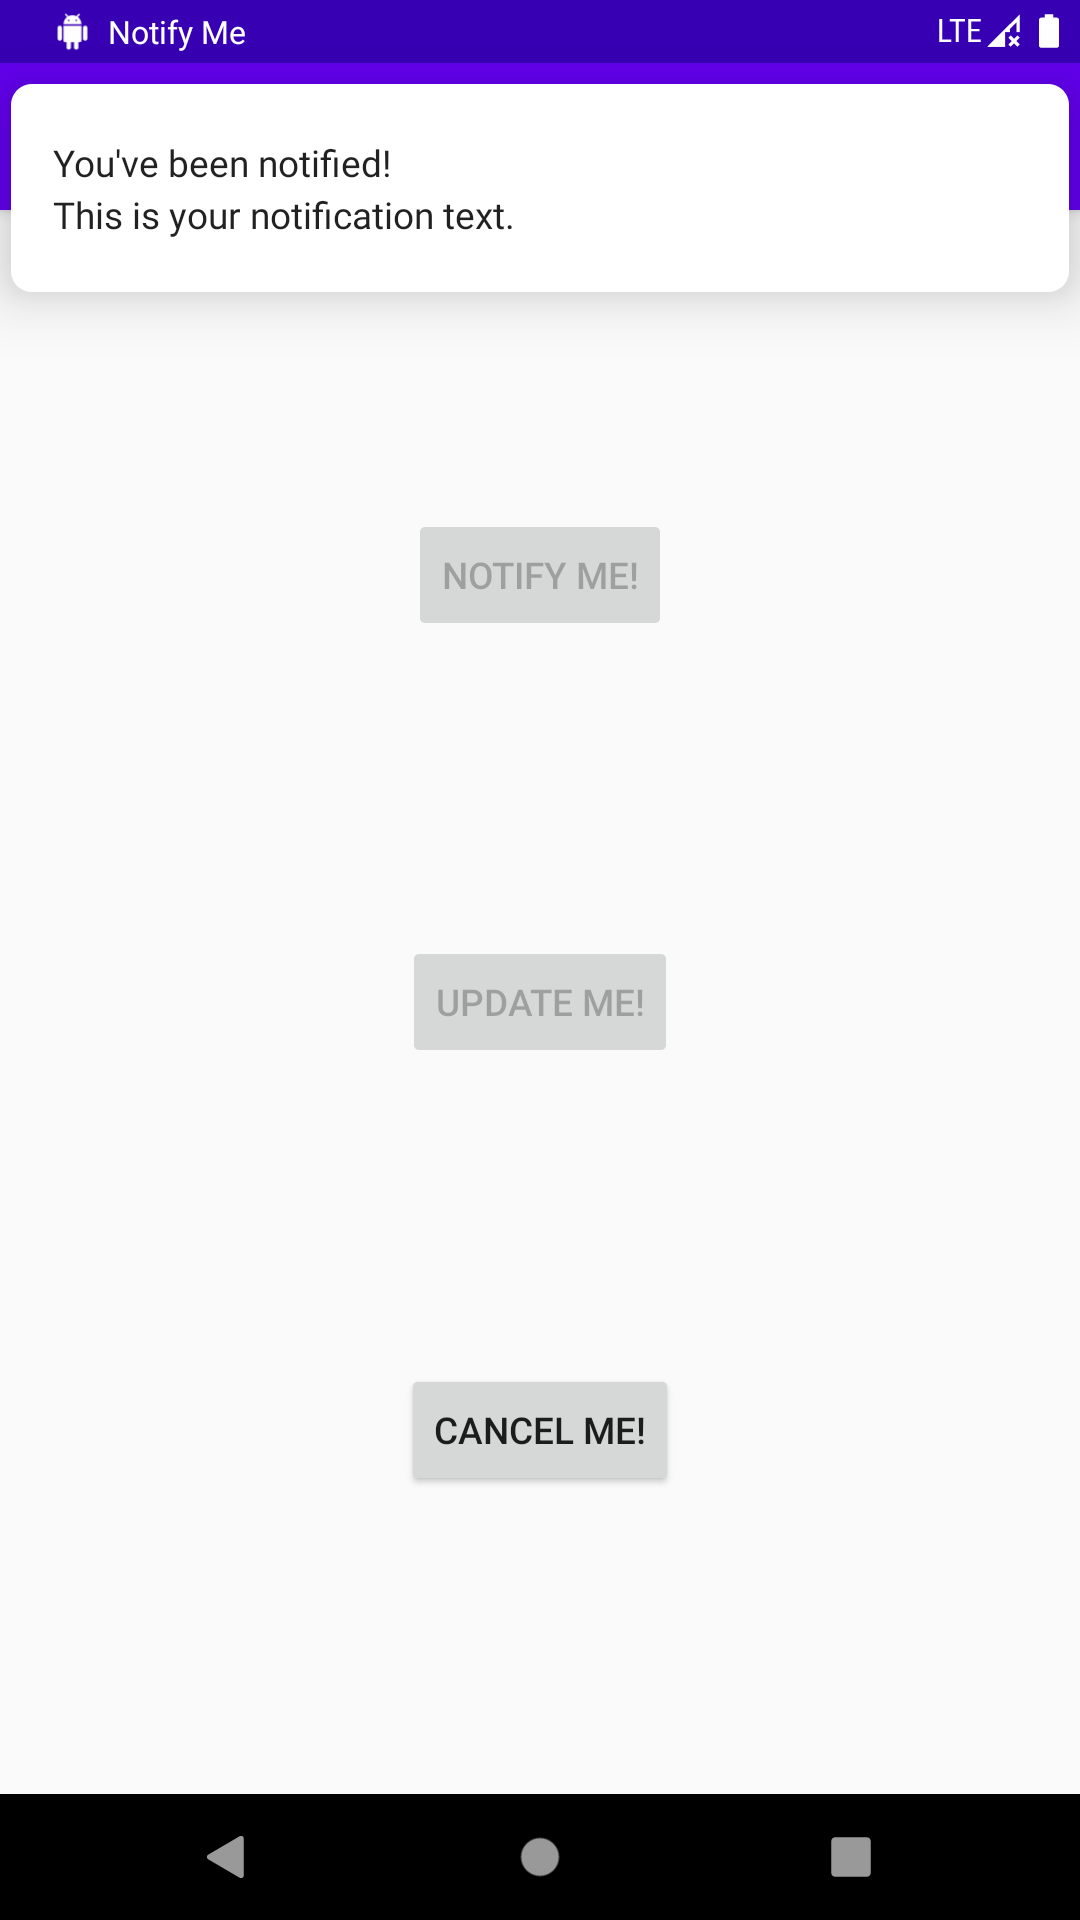 Notify Me
LTE
You've been notified!
This is your notification text.
NOTIFY ME!
UPDATE ME!
CANCEL ME!